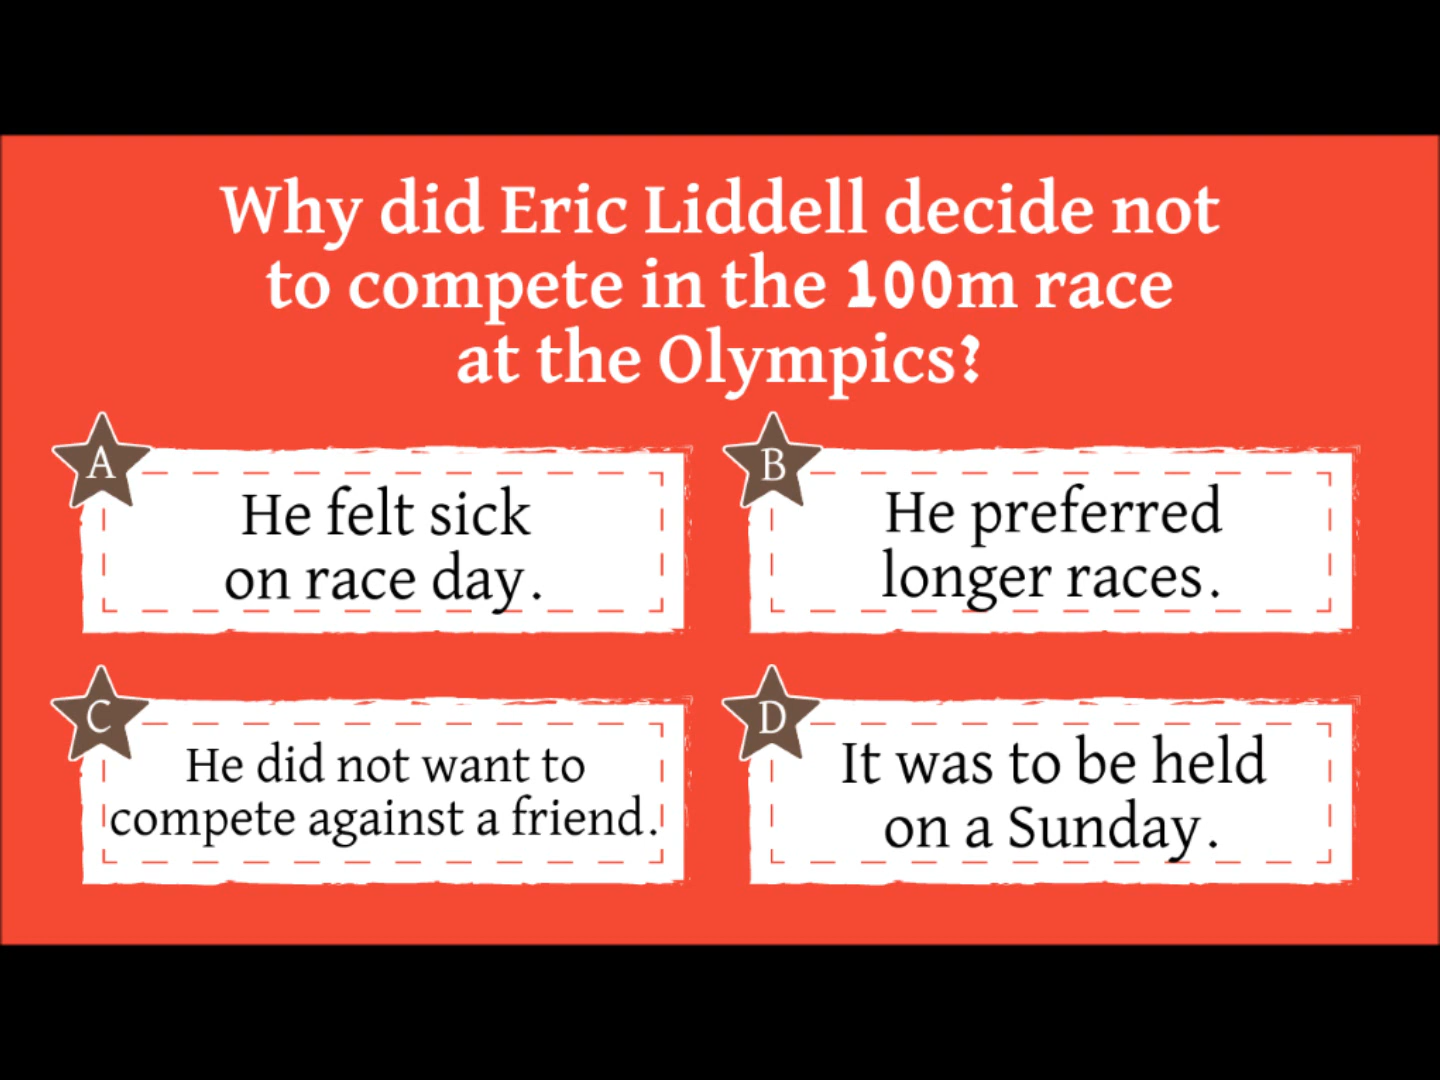 Why did Eric Liddell decide not
to compete in the 100m race
at the Olympics?
A
He felt sick
on race day.
B
He preferred
longer races.
C
He did not want to
compete against a friend.
D
It was to be held
on a Sunday.